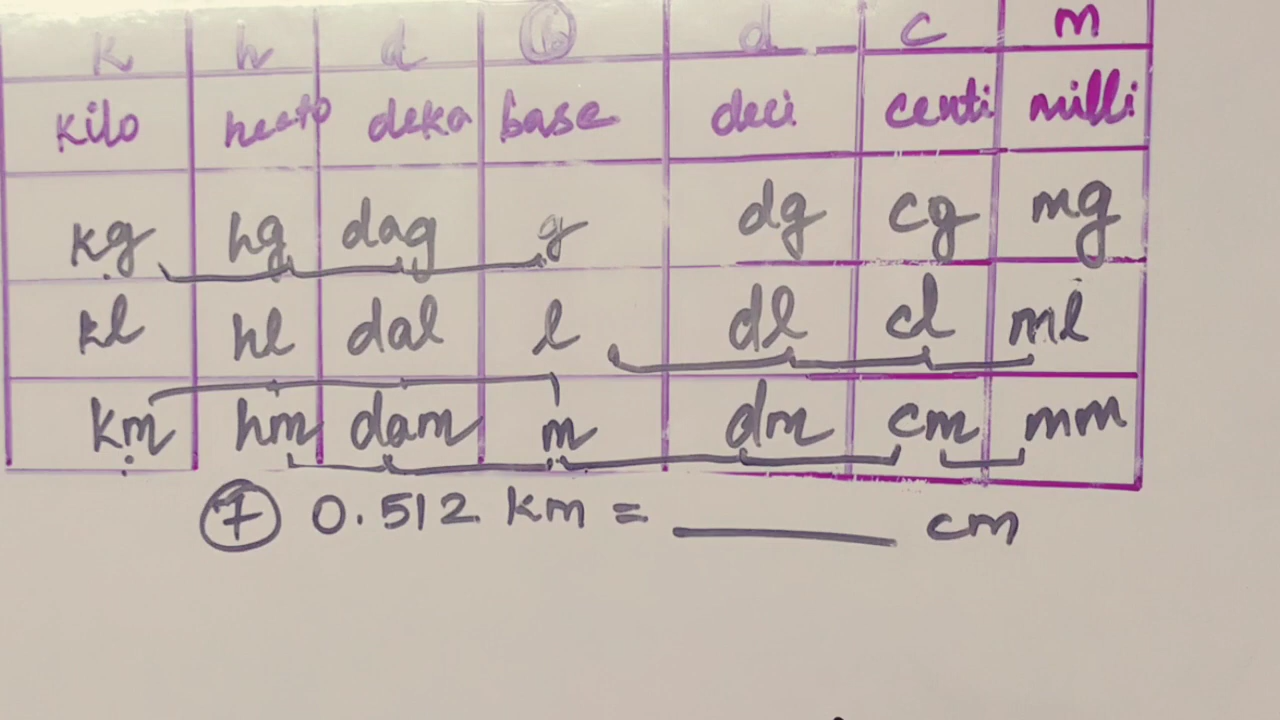 k h d b d c m
kilo hecto deka base deci centi milli
kg hg dag g dg cg mg
kl hl dal l dl cl ml
km hm dam m dm cm mm
7 0.512 km = ______ cm